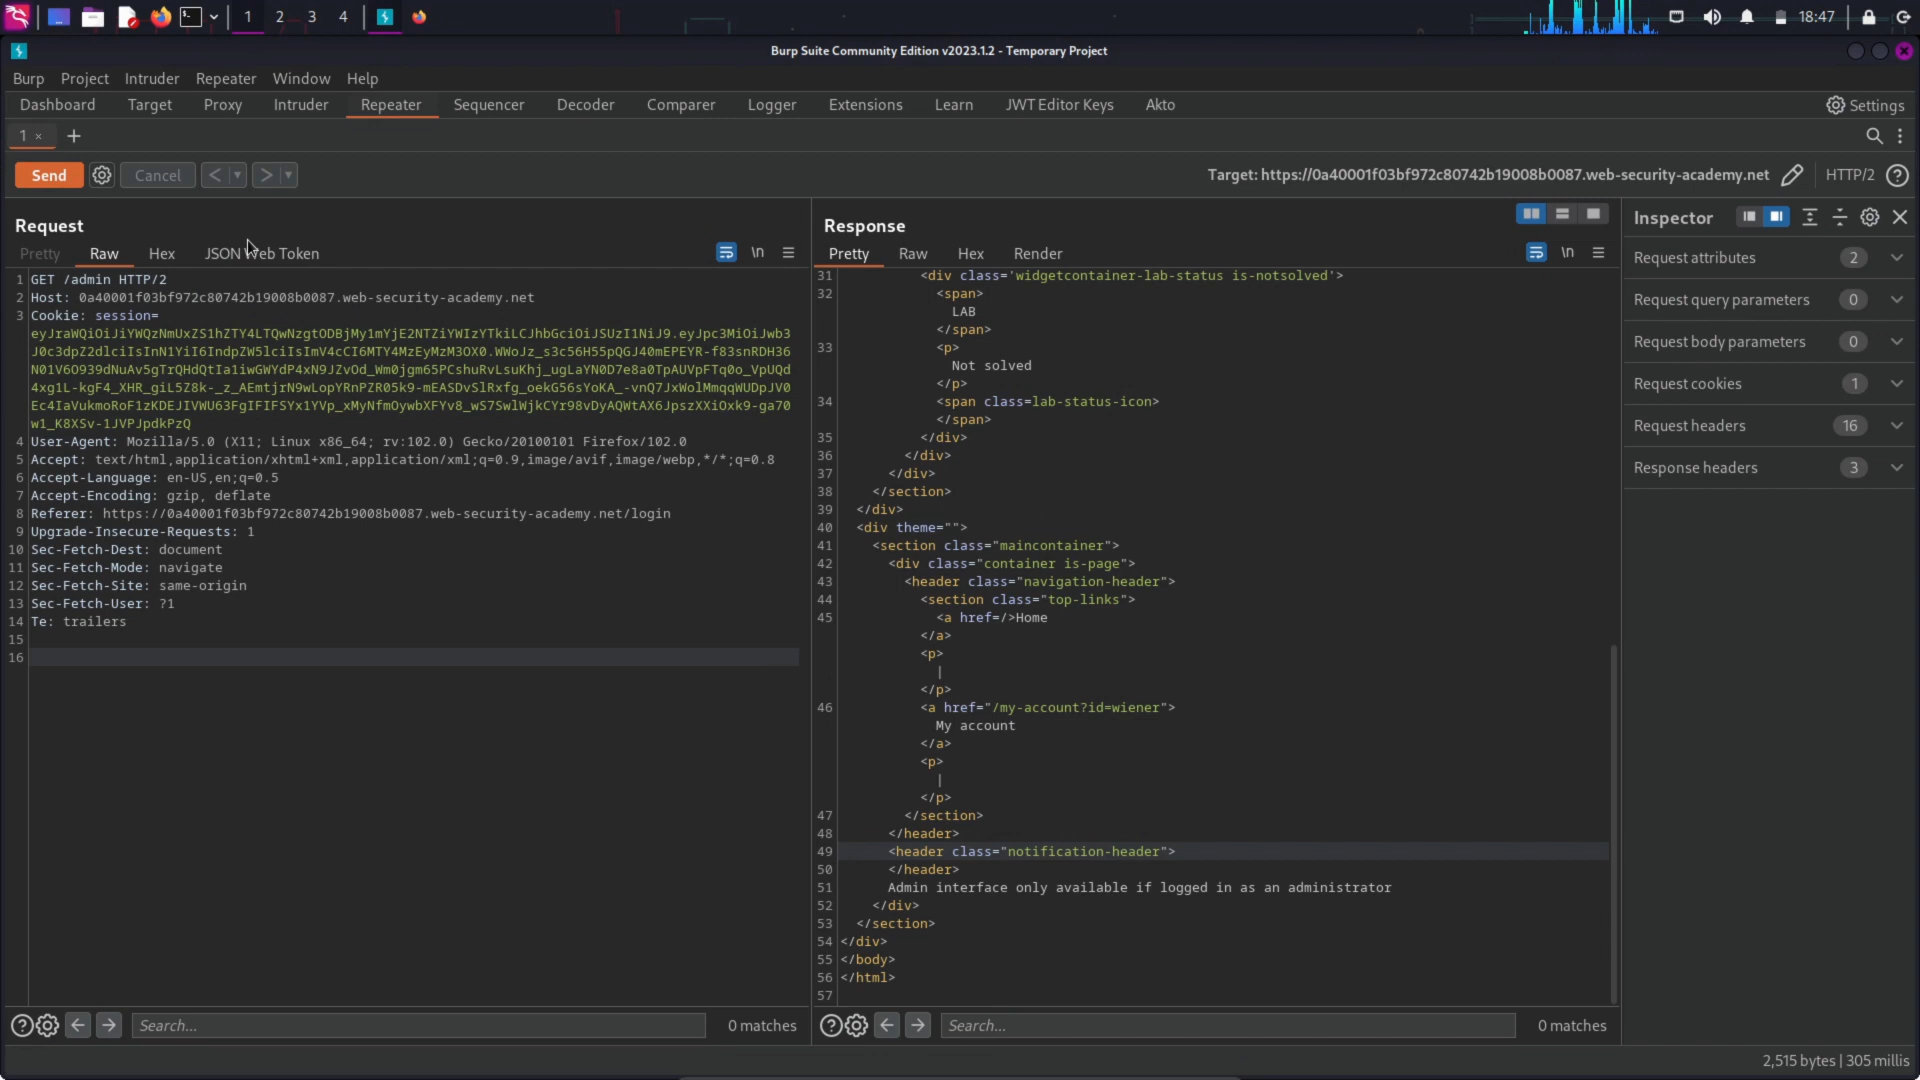 1 2 3 4 18:47
Burp Suite Community Edition v2023.1.2 - Temporary Project
Burp Project Intruder Repeater Window Help
Dashboard Target Proxy Intruder Repeater Sequencer Decoder Comparer Logger Extensions Learn JWT Editor Keys Akto Settings
1 × +
Send Cancel < > Target: https://0a40001f03bf972c80742b19008b0087.web-security-academy.net HTTP/2
Request
Pretty Raw Hex JSON Web Token \n
1 GET /admin HTTP/2
2 Host: 0a40001f03bf972c80742b19008b0087.web-security-academy.net
3 Cookie: session=
eyJraWQiOiJiYWQzNmUxZS1hZTY4LTQwNzgtODBjMy1mYjE2NTZiYWIzYTkiLCJhbGciOiJSUzI1NiJ9.eyJpc3MiOiJwb3
J0c3dpZ2dlciIsInN1YiI6IndpZW5lciIsImV4cCI6MTY4MzEyMzM3OX0.WWoJz_s3c56H55pQGJ40mEPEYR-f83snRDH36
N01V6O939dNuAv5gTrQHdQtIa1iwGWYdP4xN9JZvOd_Wm0jgm65PCshuRvLsuKhj_ugLaYN0D7e8a0TpAUVpFTq0o_VpUQd
4xg1L-kgF4_XHR_giL5Z8k-_z_AEmtjrN9wLopYRnPZR05k9-mEASDvSlRxfg_oekG56sYoKA_-vnQ7JxWolMmqqWUDpJV0
Ec4IaVukmoRoF1zKDEJIVWU63FgIFIFSYx1YVp_xMyNfmOywbXFYv8_wS7SwlWjkCYr98vDyAQWtAX6JpszXXiOxk9-ga70
w1_K8XSv-1JVPJpdkPzQ
4 User-Agent: Mozilla/5.0 (X11; Linux x86_64; rv:102.0) Gecko/20100101 Firefox/102.0
5 Accept: text/html,application/xhtml+xml,application/xml;q=0.9,image/avif,image/webp,*/*;q=0.8
6 Accept-Language: en-US,en;q=0.5
7 Accept-Encoding: gzip, deflate
8 Referer: https://0a40001f03bf972c80742b19008b0087.web-security-academy.net/login
9 Upgrade-Insecure-Requests: 1
10 Sec-Fetch-Dest: document
11 Sec-Fetch-Mode: navigate
12 Sec-Fetch-Site: same-origin
13 Sec-Fetch-User: ?1
14 Te: trailers
15
16
Search... 0 matches
Response
Pretty Raw Hex Render \n
31 <div class='widgetcontainer-lab-status is-notsolved'>
32 <span>
LAB
</span>
33 <p>
Not solved
</p>
34 <span class=lab-status-icon>
</span>
35 </div>
36 </div>
37 </div>
38 </section>
39 </div>
40 <div theme="">
41 <section class="maincontainer">
42 <div class="container is-page">
43 <header class="navigation-header">
44 <section class="top-links">
45 <a href=/>Home
</a>
<p>
|
</p>
46 <a href="/my-account?id=wiener">
My account
</a>
<p>
|
</p>
47 </section>
48 </header>
49 <header class="notification-header">
50 </header>
51 Admin interface only available if logged in as an administrator
52 </div>
53 </section>
54 </div>
55 </body>
56 </html>
57
Search... 0 matches
Inspector
Request attributes 2
Request query parameters 0
Request body parameters 0
Request cookies 1
Request headers 16
Response headers 3
2,515 bytes | 305 millis